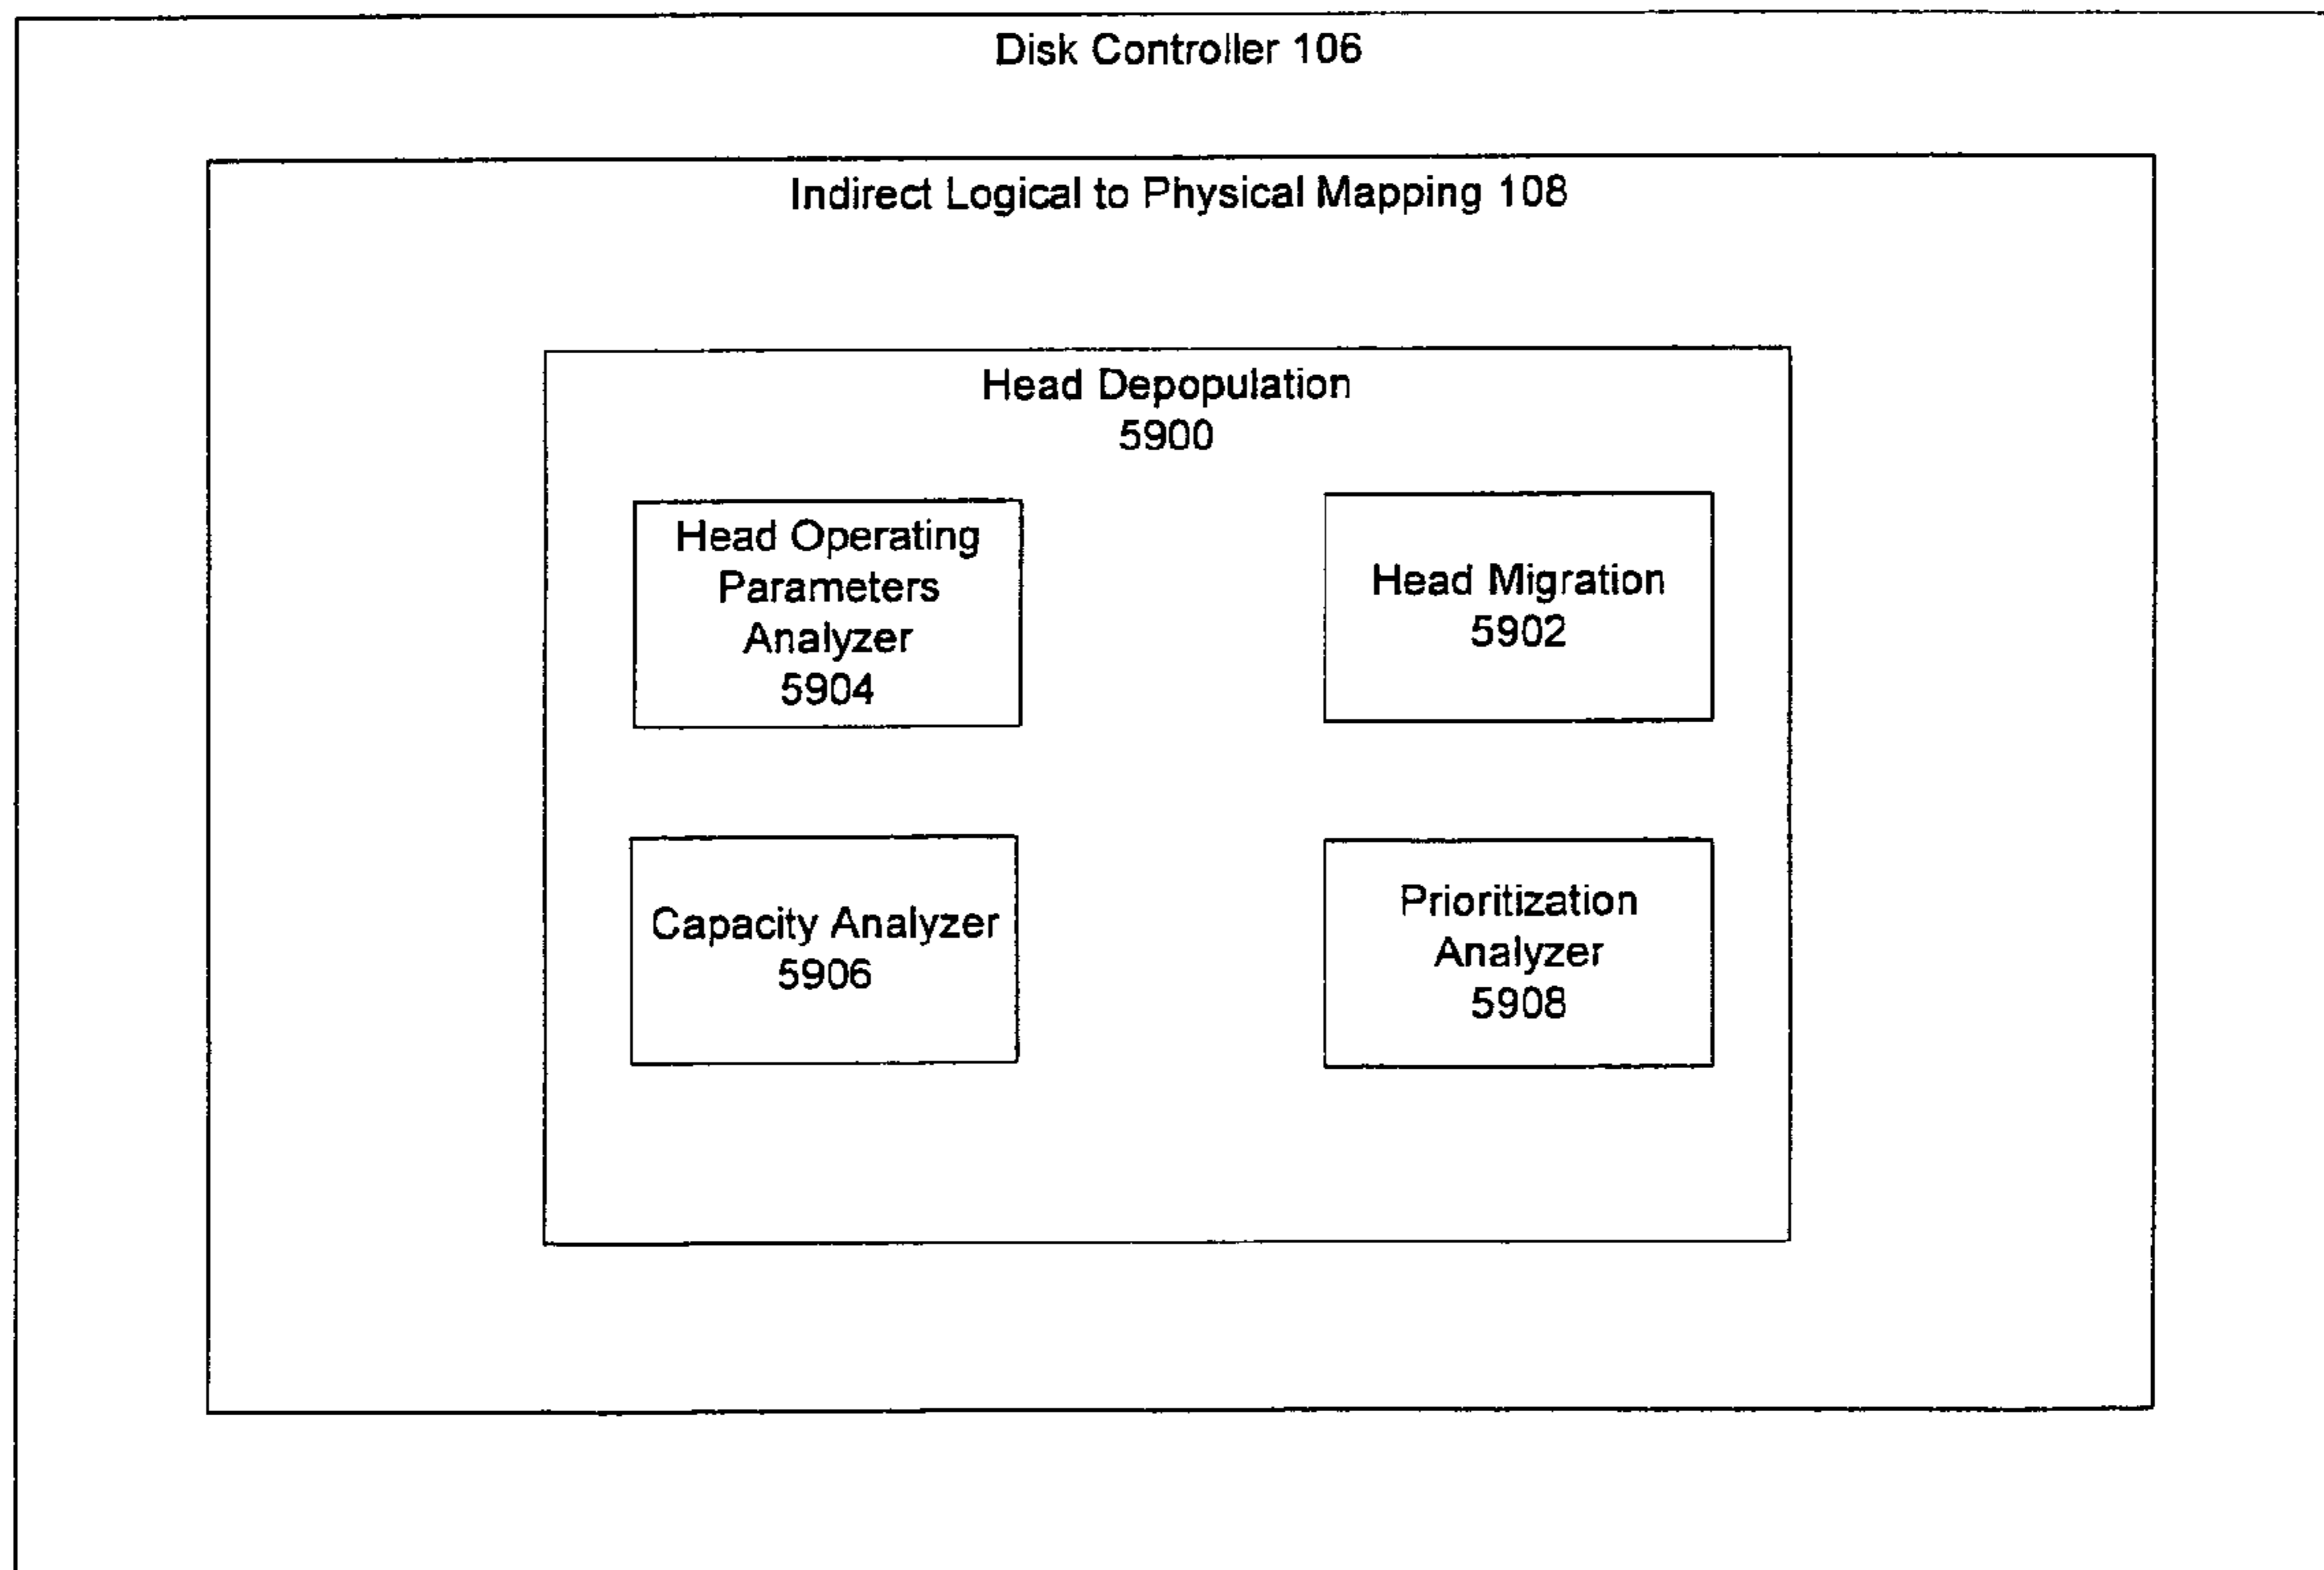 Disk Controller 106
Indirect Logical to Physical Mapping 108
Head Depopulation
5900
Head Operating
Parameters
Analyzer
5904
Head Migration
5902
Capacity Analyzer
5906
Prioritization
Analyzer
5908